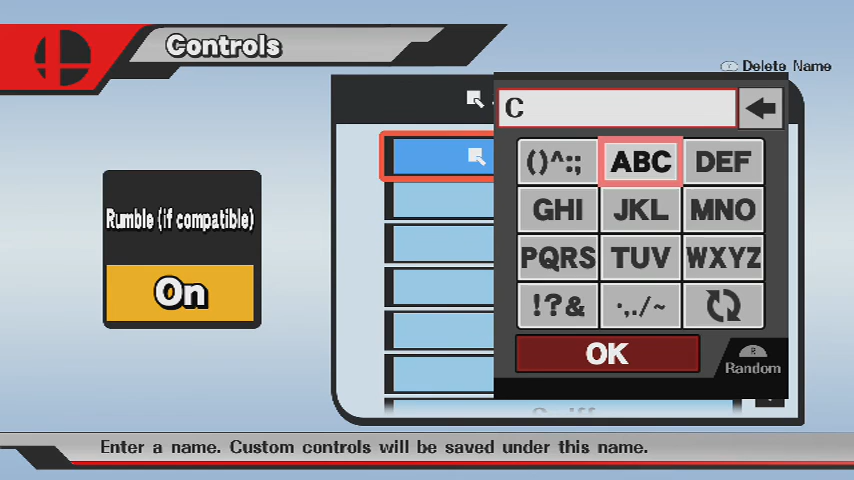 Controls
Delete Name
C
()^:; ABC DEF
GHI JKL MNO
PQRS TUV WXYZ
!?& ·,./~
OK
R
Random
Rumble (if compatible)
On
Enter a name. Custom controls will be saved under this name.